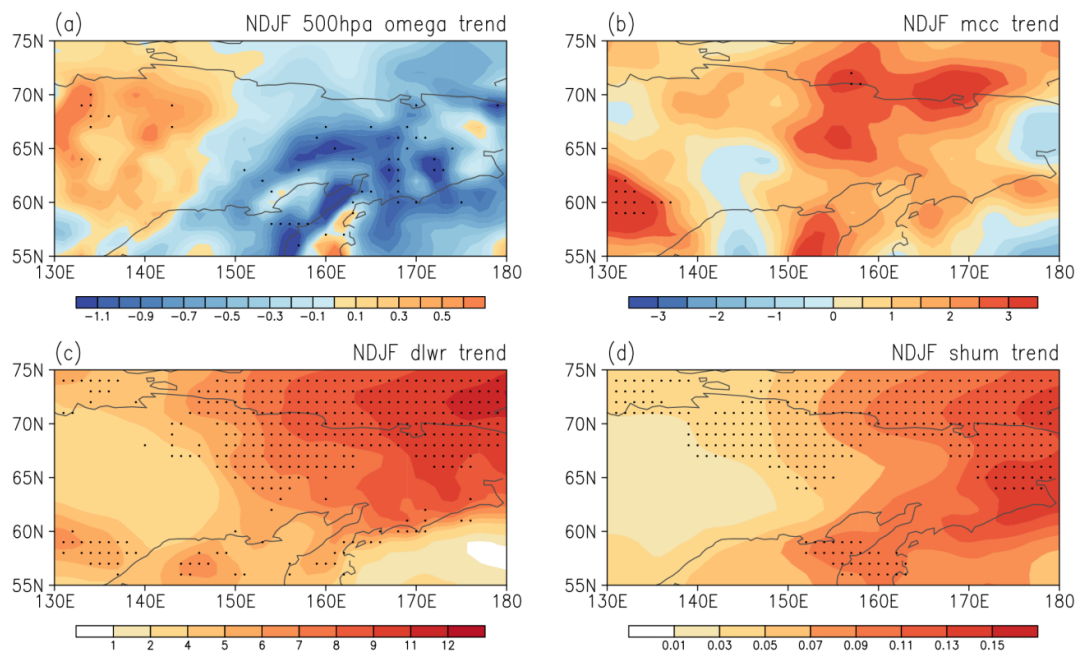 (a) NDJF 500hpa omega trend
75N
70N
65N
60N
55N
130E 140E 150E 160E 170E 180
-1.1 -0.9 -0.7 -0.5 -0.3 -0.1 0.1 0.3 0.5
(b) NDJF mcc trend
75N
70N
65N
60N
55N
130E 140E 150E 160E 170E 180
-3 -2 -1 0 1 2 3
(c) NDJF dlwr trend
75N
70N
65N
60N
55N
130E 140E 150E 160E 170E 180
1 2 4 5 6 7 8 9 11 12
(d) NDJF shum trend
75N
70N
65N
60N
55N
130E 140E 150E 160E 170E 180
0.01 0.03 0.05 0.07 0.09 0.11 0.13 0.15